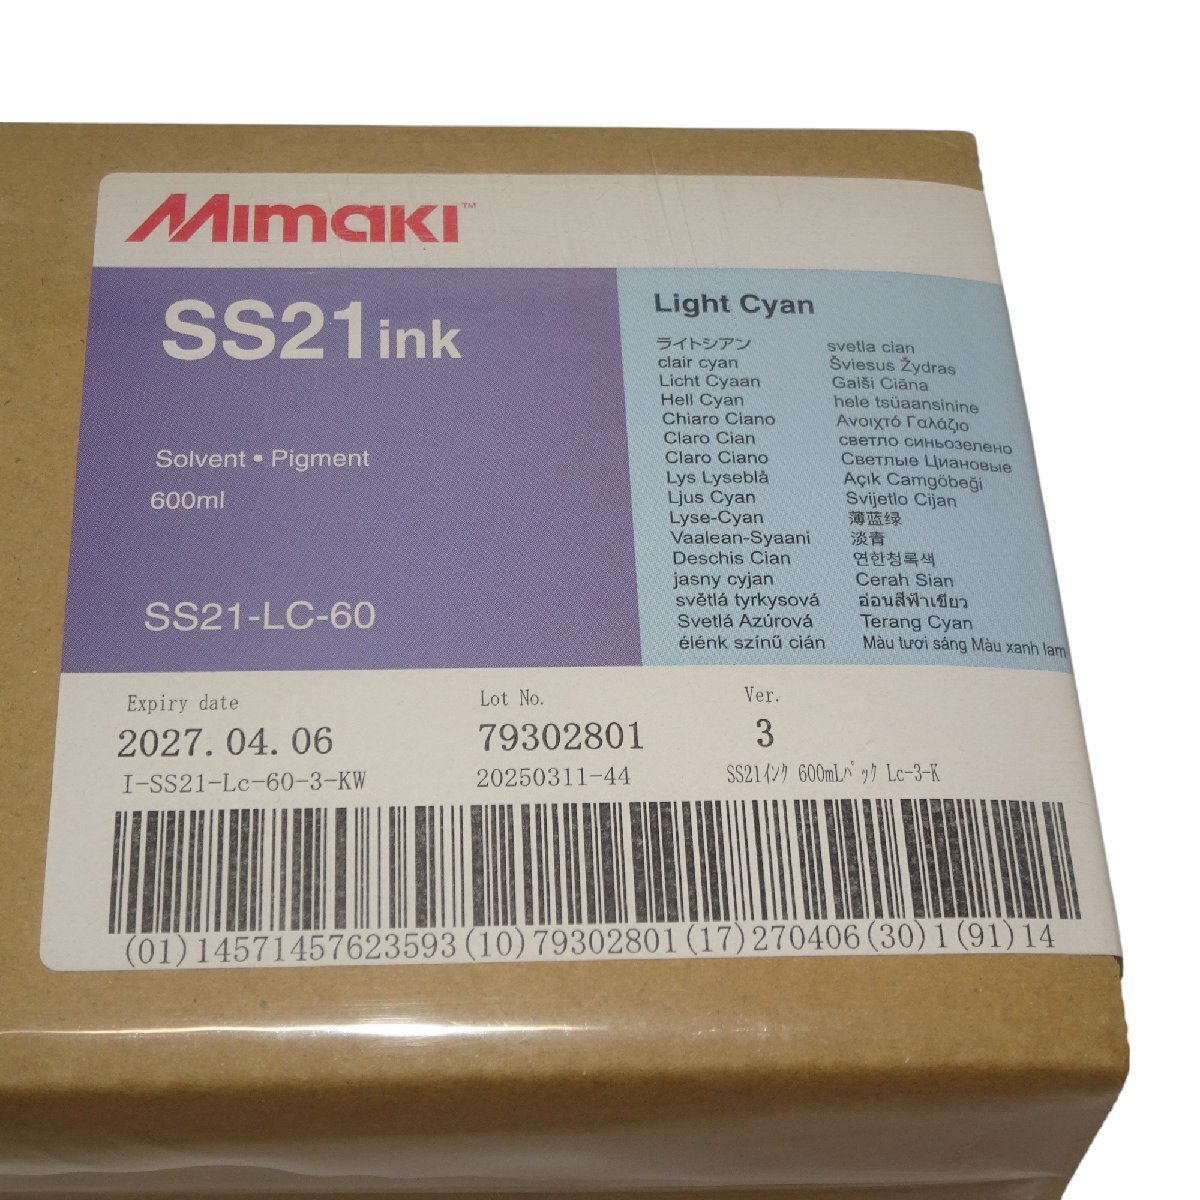 Mimaki™
SS21 ink
Solvent • Pigment
600ml
SS21-LC-60
Light Cyan
ライトシアン
clair cyan
Licht Cyaan
Hell Cyan
Chiaro Ciano
Claro Cian
Claro Ciano
Lys Lyseblå
Ljus Cyan
Lyse-Cyan
Vaalean-Syaani
Deschis Cian
jasny cyjan
světlá tyrkysová
Svetlá Azúrová
élénk színű cián
svetla cian
Šviesus Žydras
Gaiši Ciāna
hele tsüaansinine
Ανοιχτό Γαλάζιο
светло синьозелено
Светлые Циановые
Açık Camgöbeği
Svijetlo Cijan
薄蓝绿
淡青
연한청록색
Cerah Sian
อ่อนสีฟ้าเขียว
Terang Cyan
Màu tươi sáng Màu xanh lam
Expiry date
2027.04.06
I-SS21-Lc-60-3-KW
Lot No.
79302801
20250311-44
Ver.
3
SS21ｲﾝｸ 600mLﾊﾟｯｸ Lc-3-K
(01)14571457623593(10)79302801(17)270406(30)1(91)14